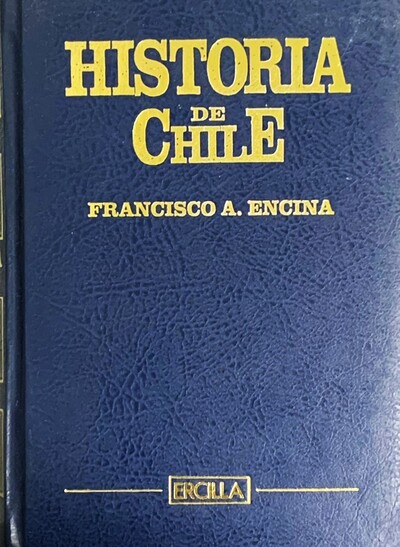 HISTORIA
DE
CHILE
FRANCISCO A. ENCINA
ERCILLA